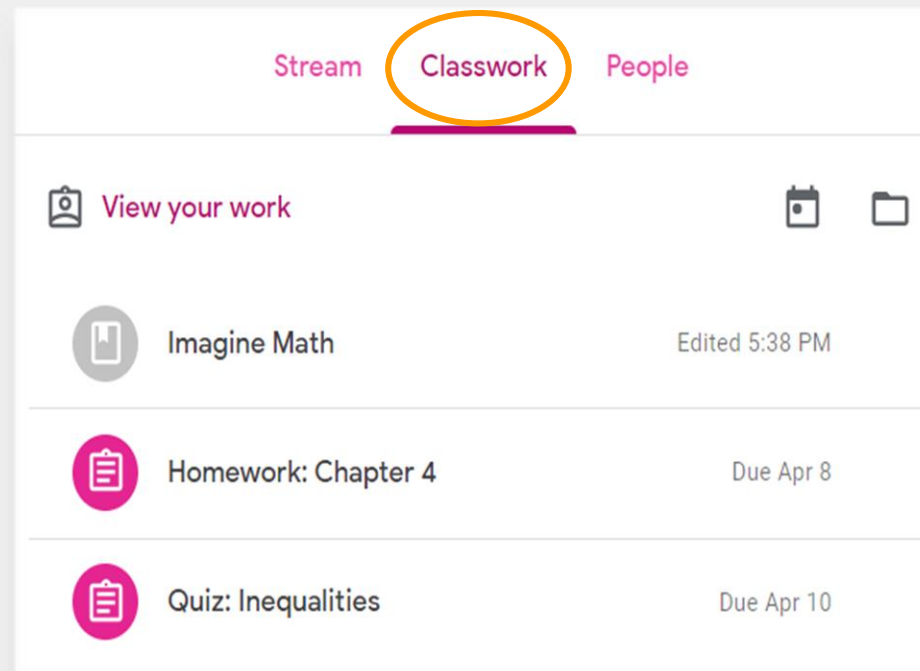 Stream Classwork People
View your work
Imagine Math Edited 5:38 PM
Homework: Chapter 4 Due Apr 8
Quiz: Inequalities Due Apr 10